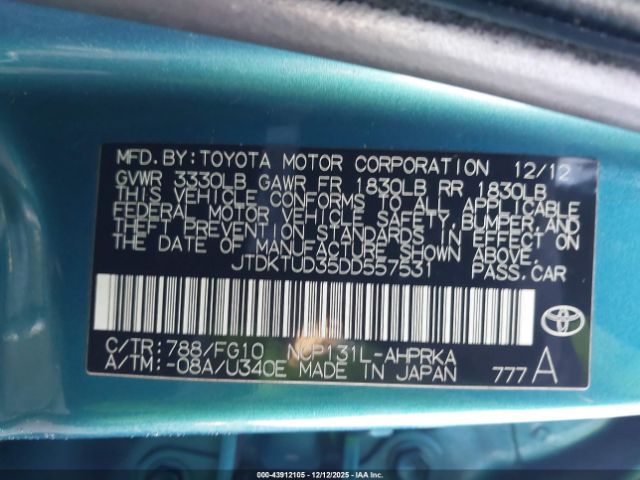 MFD.BY:TOYOTA MOTOR CORPORATION 12/12
GVWR 3330LB GAWR FR 1830LB RR 1830LB
THIS VEHICLE CONFORMS TO ALL APPLICABLE
FEDERAL MOTOR VEHICLE SAFETY,BUMPER,AND
THEFT PREVENTION STANDARDS IN EFFECT ON
THE DATE OF MANUFACTURE SHOWN ABOVE.
JTDKTUD35DD557531 PASS.CAR
C/TR:788/FG10 NCP131L-AHPRKA
A/TM:-08A/U340E MADE IN JAPAN 777A
000-43912105 - 12/12/2025 - IAAI.com